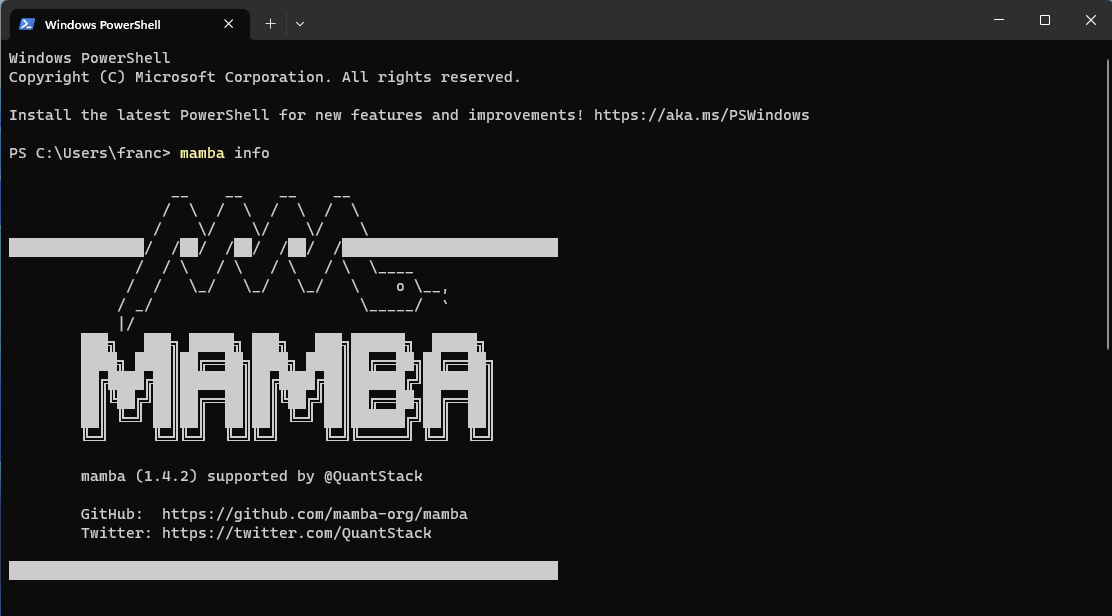 Windows PowerShell
Windows PowerShell
Copyright (C) Microsoft Corporation. All rights reserved.
Install the latest PowerShell for new features and improvements! https://aka.ms/PSWindows
PS C:\Users\franc> mamba info
MAMBA
mamba (1.4.2) supported by @QuantStack
GitHub:  https://github.com/mamba-org/mamba
Twitter: https://twitter.com/QuantStack